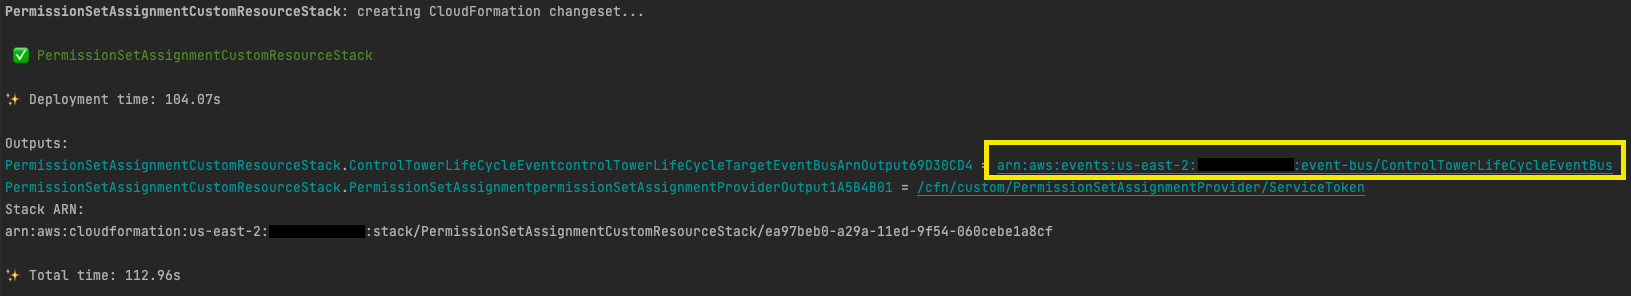 PermissionSetAssignmentCustomResourceStack: creating CloudFormation changeset...
✅ PermissionSetAssignmentCustomResourceStack
✨ Deployment time: 104.07s
Outputs:
PermissionSetAssignmentCustomResourceStack.ControlTowerLifeCycleEventcontrolTowerLifeCycleTargetEventBusArnOutput69D30CD4 = arn:aws:events:us-east-2: :event-bus/ControlTowerLifeCycleEventBus
PermissionSetAssignmentCustomResourceStack.PermissionSetAssignmentpermissionSetAssignmentProviderOutput1A5B4B01 = /cfn/custom/PermissionSetAssignmentProvider/ServiceToken
Stack ARN:
arn:aws:cloudformation:us-east-2: :stack/PermissionSetAssignmentCustomResourceStack/ea97beb0-a29a-11ed-9f54-060cebe1a8cf
✨ Total time: 112.96s